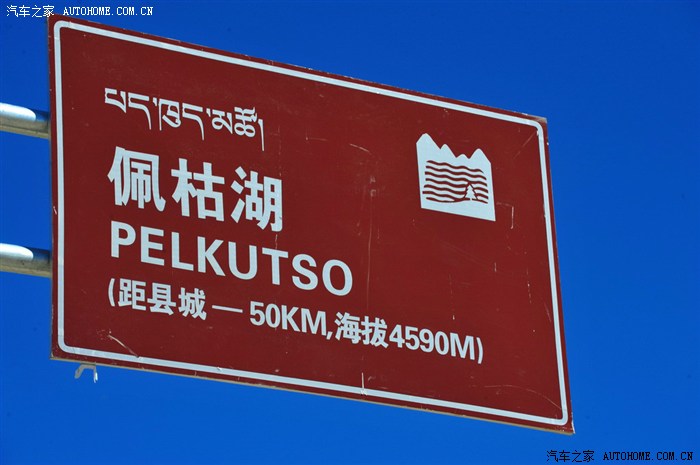 汽车之家 AUTOHOME.COM.CN
པད་ཁུད་མཚོ།
佩枯湖
PELKUTSO
(距县城—50KM,海拔4590M)
汽车之家 AUTOHOME.COM.CN